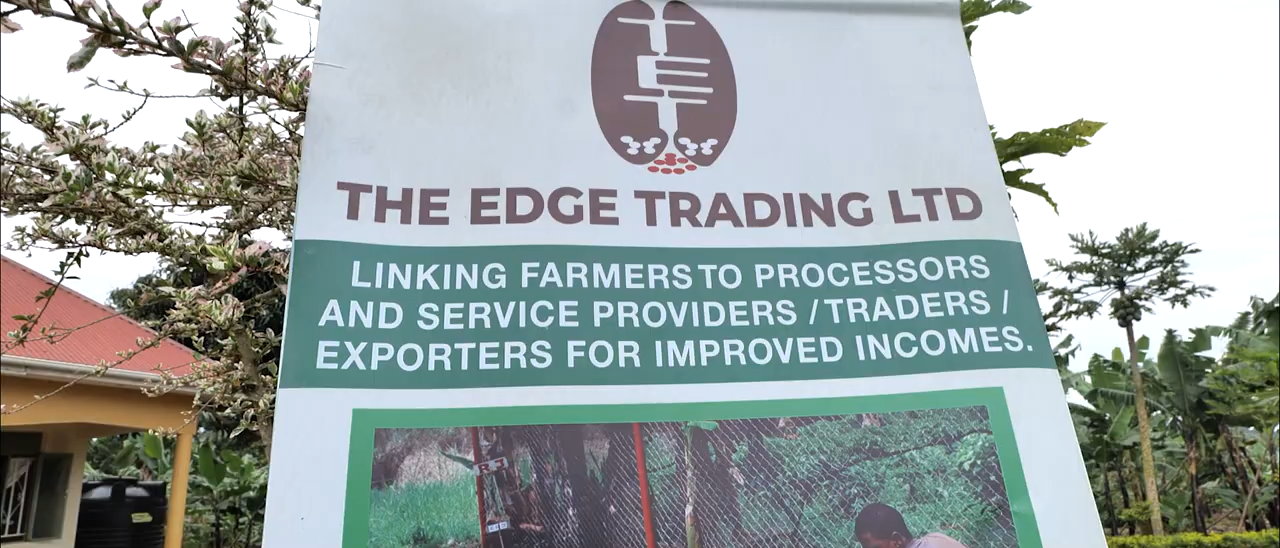 THE EDGE TRADING LTD
LINKING FARMERS TO PROCESSORS
AND SERVICE PROVIDERS / TRADERS /
EXPORTERS FOR IMPROVED INCOMES.